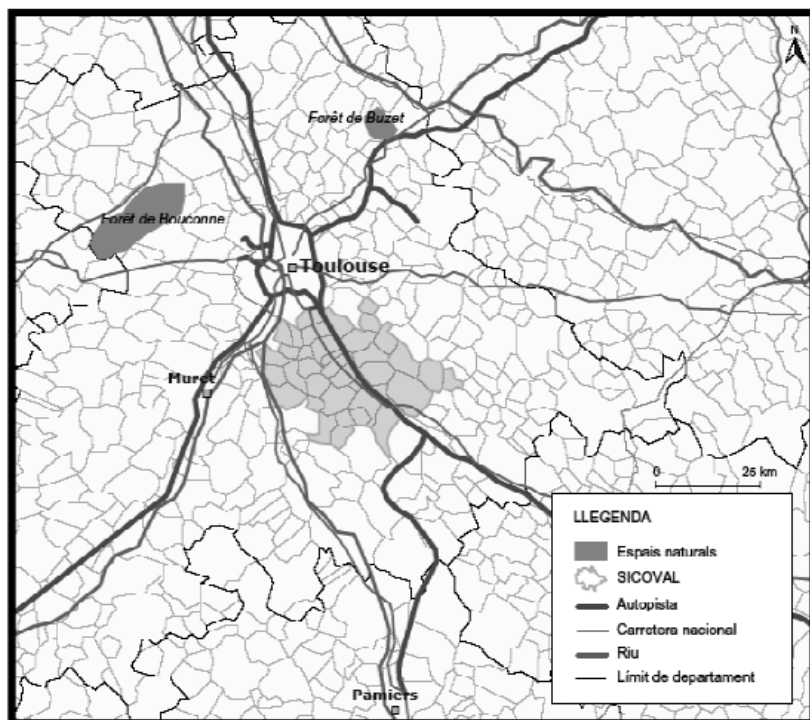 N
Forêt de Buzet
Forêt de Bouconne
Toulouse
Muret
0 25 km
LLEGENDA
Espais naturals
SICOVAL
Autopista
Carretera nacional
Riu
Límit de departament
Pamiers